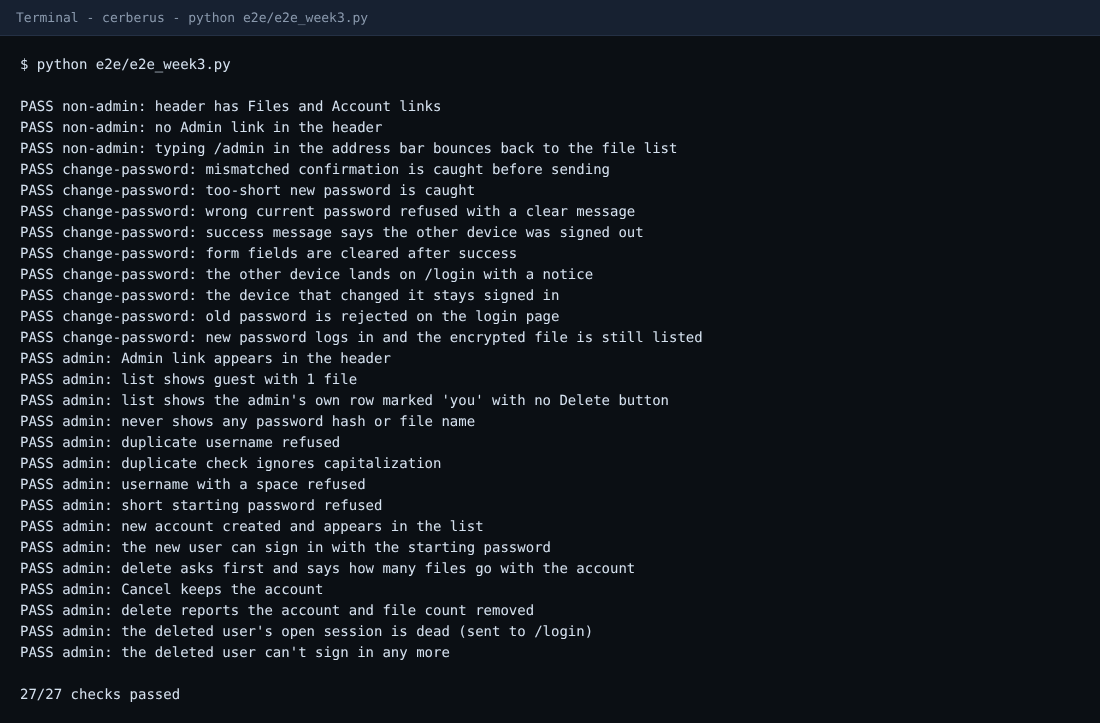 Terminal - cerberus - python e2e/e2e_week3.py
$ python e2e/e2e_week3.py
PASS non-admin: header has Files and Account links
PASS non-admin: no Admin link in the header
PASS non-admin: typing /admin in the address bar bounces back to the file list
PASS change-password: mismatched confirmation is caught before sending
PASS change-password: too-short new password is caught
PASS change-password: wrong current password refused with a clear message
PASS change-password: success message says the other device was signed out
PASS change-password: form fields are cleared after success
PASS change-password: the other device lands on /login with a notice
PASS change-password: the device that changed it stays signed in
PASS change-password: old password is rejected on the login page
PASS change-password: new password logs in and the encrypted file is still listed
PASS admin: Admin link appears in the header
PASS admin: list shows guest with 1 file
PASS admin: list shows the admin's own row marked 'you' with no Delete button
PASS admin: never shows any password hash or file name
PASS admin: duplicate username refused
PASS admin: duplicate check ignores capitalization
PASS admin: username with a space refused
PASS admin: short starting password refused
PASS admin: new account created and appears in the list
PASS admin: the new user can sign in with the starting password
PASS admin: delete asks first and says how many files go with the account
PASS admin: Cancel keeps the account
PASS admin: delete reports the account and file count removed
PASS admin: the deleted user's open session is dead (sent to /login)
PASS admin: the deleted user can't sign in any more
27/27 checks passed